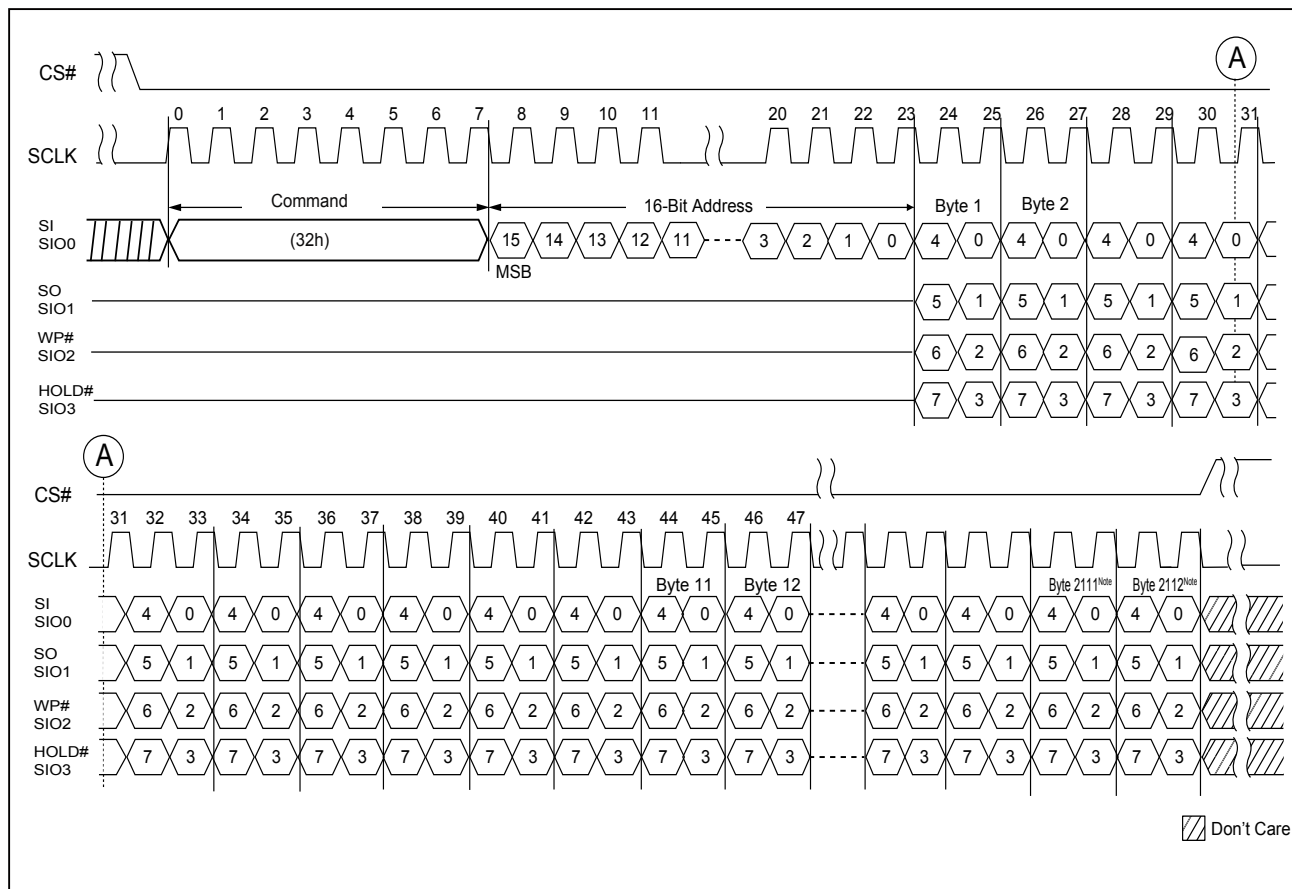 A
CS#
0 1 2 3 4 5 6 7 8 9 10 11 20 21 22 23 24 25 26 27 28 29 30 31
SCLK
Command 16-Bit Address Byte 1 Byte 2
SI
SIO0
(32h) 15 14 13 12 11 3 2 1 0 4 0 4 0 4 0 4 0
MSB
SO
SIO1
5 1 5 1 5 1 5 1
WP#
SIO2
6 2 6 2 6 2 6 2
HOLD#
SIO3
7 3 7 3 7 3 7 3
A
CS#
31 32 33 34 35 36 37 38 39 40 41 42 43 44 45 46 47
SCLK
Byte 11 Byte 12 Byte 2111Note Byte 2112Note
SI
SIO0
4 0 4 0 4 0 4 0 4 0 4 0 4 0 4 0 4 0 4 0 4 0 4 0
SO
SIO1
5 1 5 1 5 1 5 1 5 1 5 1 5 1 5 1 5 1 5 1 5 1 5 1
WP#
SIO2
6 2 6 2 6 2 6 2 6 2 6 2 6 2 6 2 6 2 6 2 6 2 6 2
HOLD#
SIO3
7 3 7 3 7 3 7 3 7 3 7 3 7 3 7 3 7 3 7 3 7 3 7 3
Don't Care